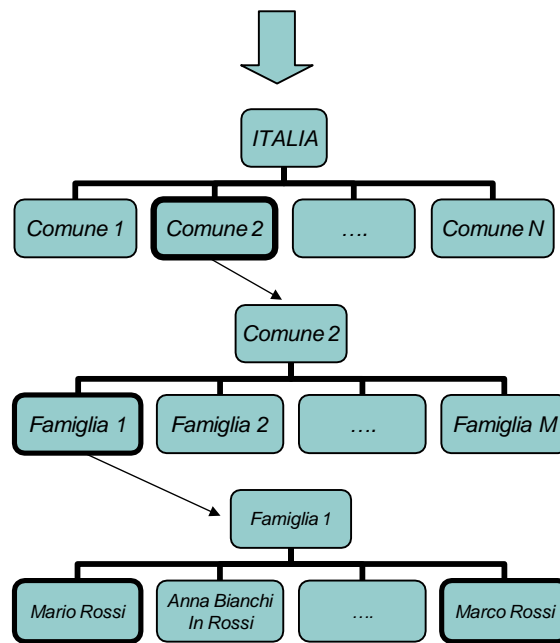 ITALIA
Comune 1
Comune 2
….
Comune N
Comune 2
Famiglia 1
Famiglia 2
….
Famiglia M
Famiglia 1
Mario Rossi
Anna Bianchi
In Rossi
….
Marco Rossi